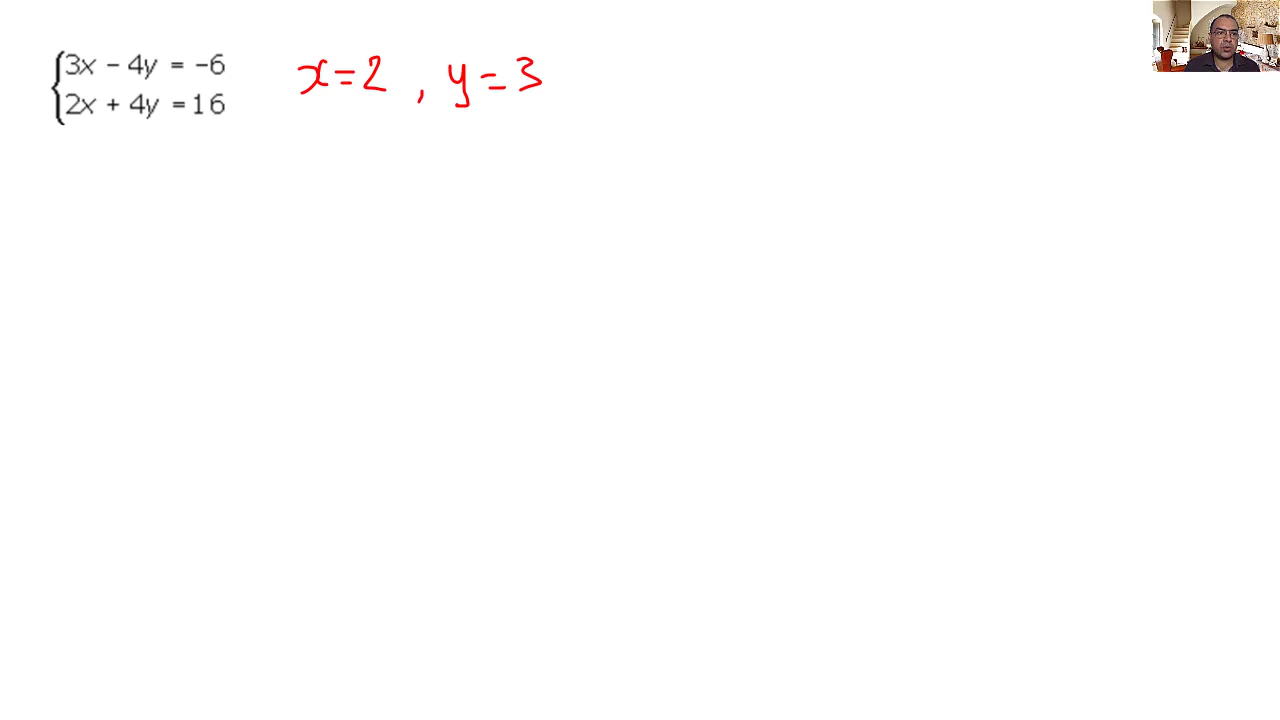 3x − 4y = −6
2x + 4y = 16
x=2 , y=3